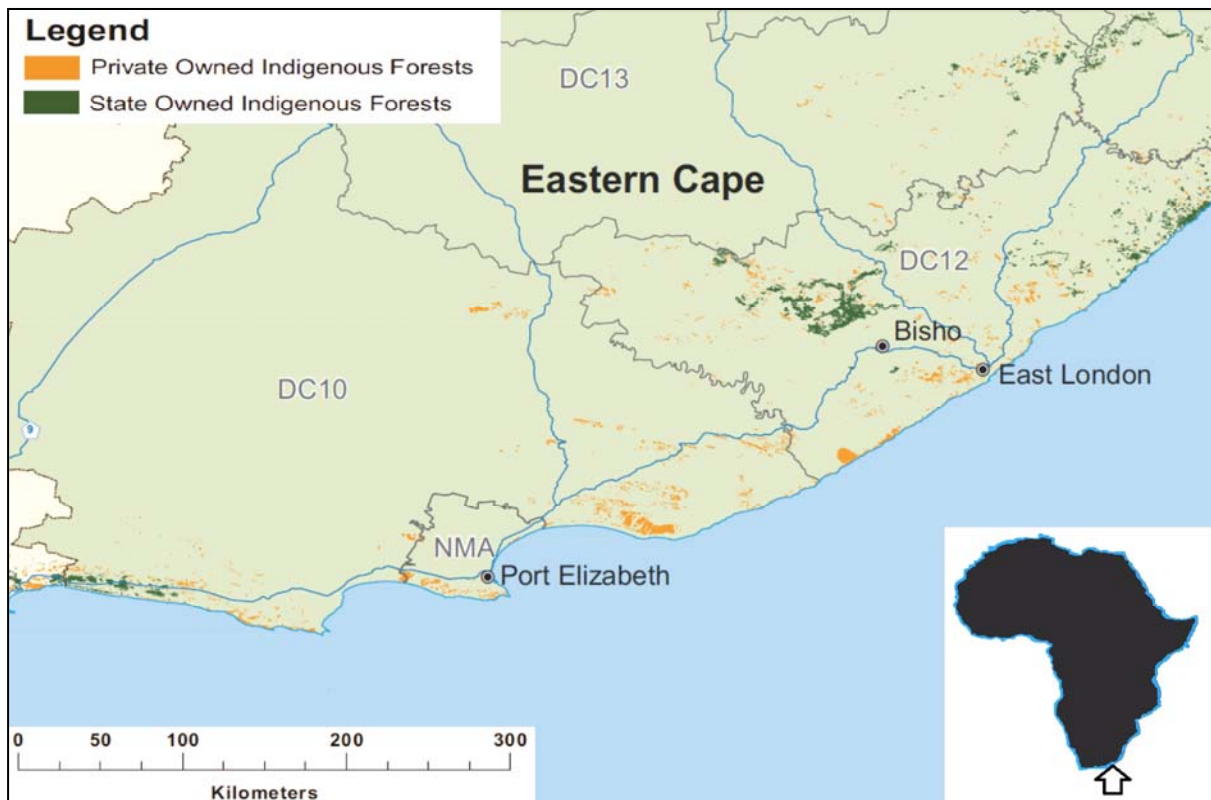 Legend
Private Owned Indigenous Forests
State Owned Indigenous Forests
DC13
Eastern Cape
DC12
Bisho
East London
DC10
9
NMA
Port Elizabeth
0 50 100 200 300
Kilometers